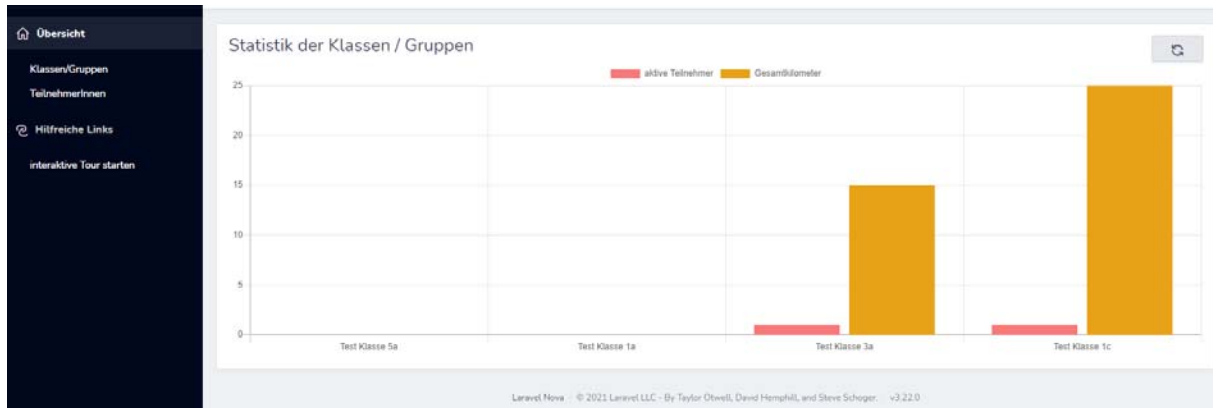 Übersicht
Klassen/Gruppen
TeilnehmerInnen
Hilfreiche Links
interaktive Tour starten
Statistik der Klassen / Gruppen
aktive Teilnehmer Gesamtkilometer
25
20
15
10
5
0
Test Klasse 5a Test Klasse 1a Test Klasse 3a Test Klasse 1c
Laravel Nova · © 2021 Laravel LLC - By Taylor Otwell, David Hemphill, and Steve Schoger. · v3.22.0